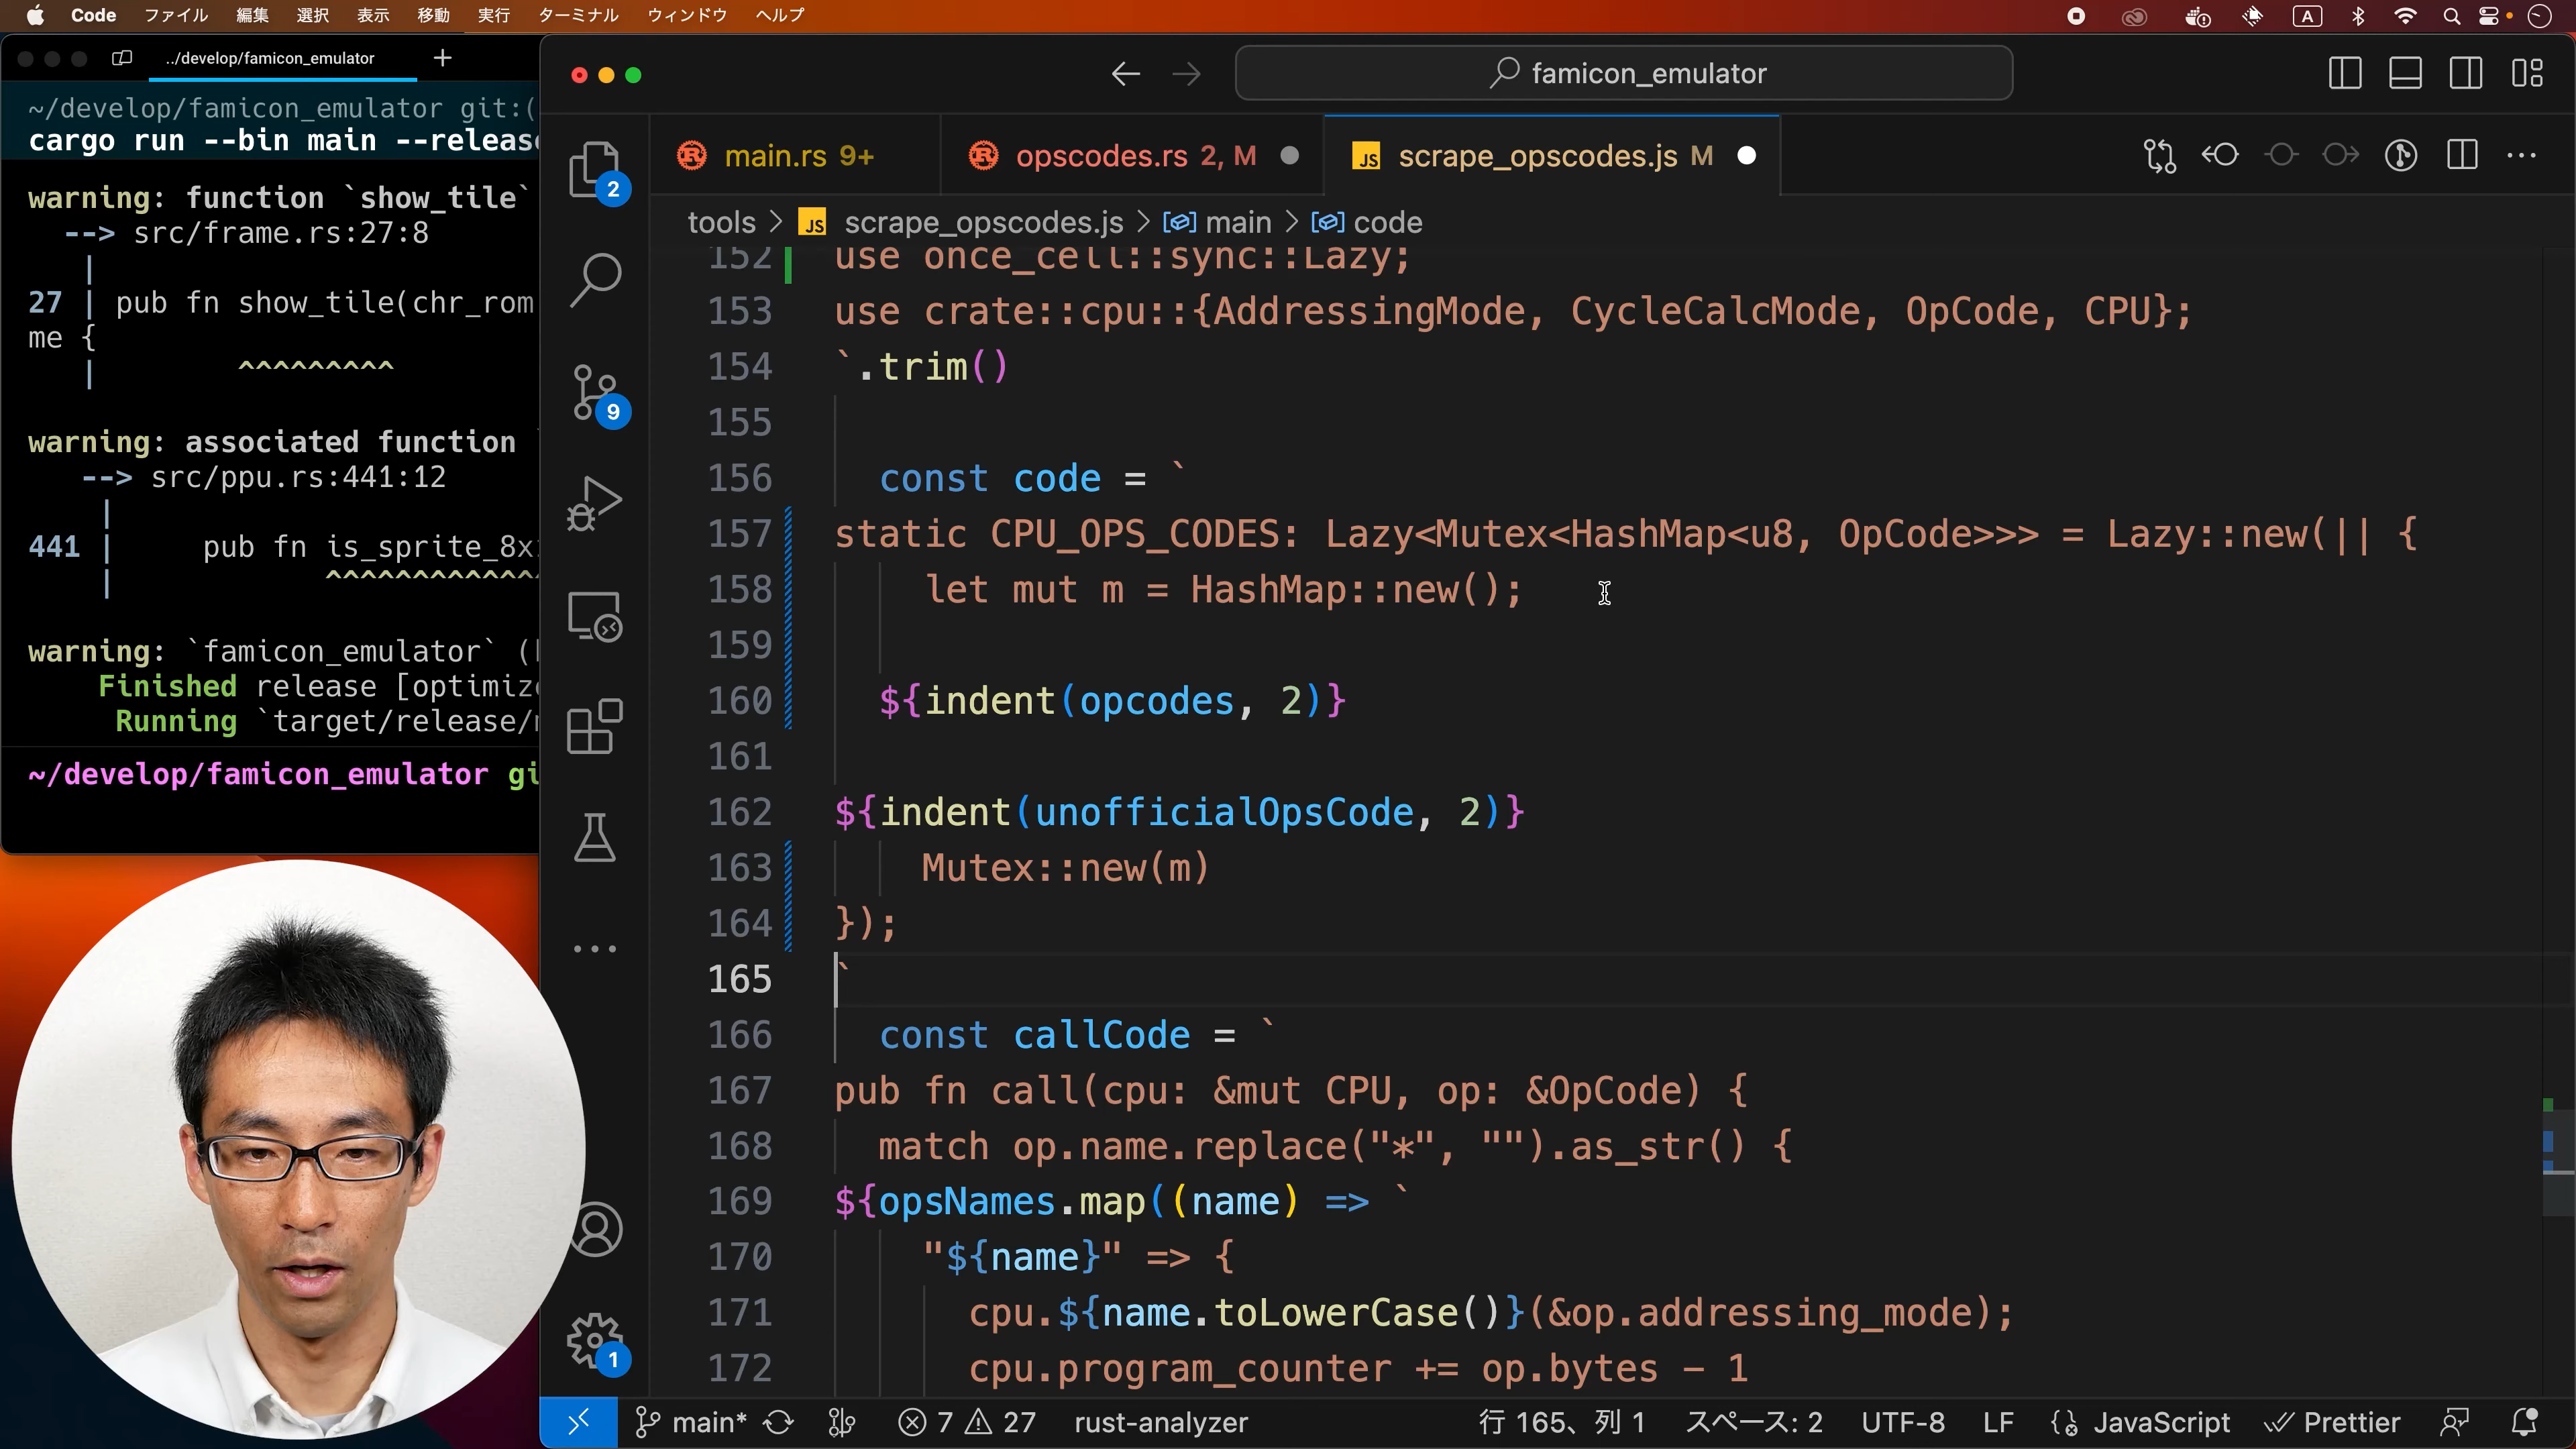 Code ファイル 編集 選択 表示 移動 実行 ターミナル ウィンドウ ヘルプ A
../develop/famicon_emulator +
~/develop/famicon_emulator git:(
cargo run --bin main --release
warning: function `show_tile`
--> src/frame.rs:27:8
|
27 | pub fn show_tile(chr_rom
me {
| ^^^^^^^^^
warning: associated function `
--> src/ppu.rs:441:12
|
441 | pub fn is_sprite_8x
| ^^^^^^^^^^^^
warning: `famicon_emulator` (
Finished release [optimize
Running `target/release/
~/develop/famicon_emulator gi
famicon_emulator
main.rs 9+
opscodes.rs 2, M
JS scrape_opscodes.js M
tools > JS scrape_opscodes.js > main > code
2
9
1
152 use once_cell::sync::Lazy;
153 use crate::cpu::{AddressingMode, CycleCalcMode, OpCode, CPU};
154 `.trim()
155
156 const code = `
157 static CPU_OPS_CODES: Lazy<Mutex<HashMap<u8, OpCode>>> = Lazy::new(|| {
158 let mut m = HashMap::new();
159
160 ${indent(opcodes, 2)}
161
162 ${indent(unofficialOpsCode, 2)}
163 Mutex::new(m)
164 });
165 `
166 const callCode = `
167 pub fn call(cpu: &mut CPU, op: &OpCode) {
168 match op.name.replace("*", "").as_str() {
169 ${opsNames.map((name) => `
170 "${name}" => {
171 cpu.${name.toLowerCase()}(&op.addressing_mode);
172 cpu.program_counter += op.bytes - 1
main* 7 27 rust-analyzer 行 165、列 1 スペース: 2 UTF-8 LF JavaScript Prettier